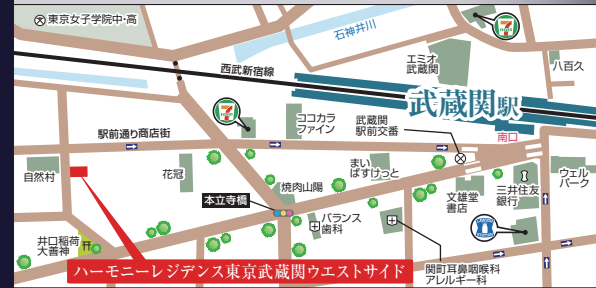 東京女子学院中・高
石神井川
西武新宿線
エミオ
武蔵関
八百久
武蔵関駅
南口
ココカラ
ファイン
武蔵関
駅前交番
駅前通り商店街
自然村
花冠
焼肉山陽
まい
ばすけっと
文雄堂
書店
三井住友
銀行
ウェル
パーク
本立寺橋
バランス
歯科
井口稲荷
大善神
関町耳鼻咽喉科
アレルギー科
ハーモニーレジデンス東京武蔵関ウエストサイド